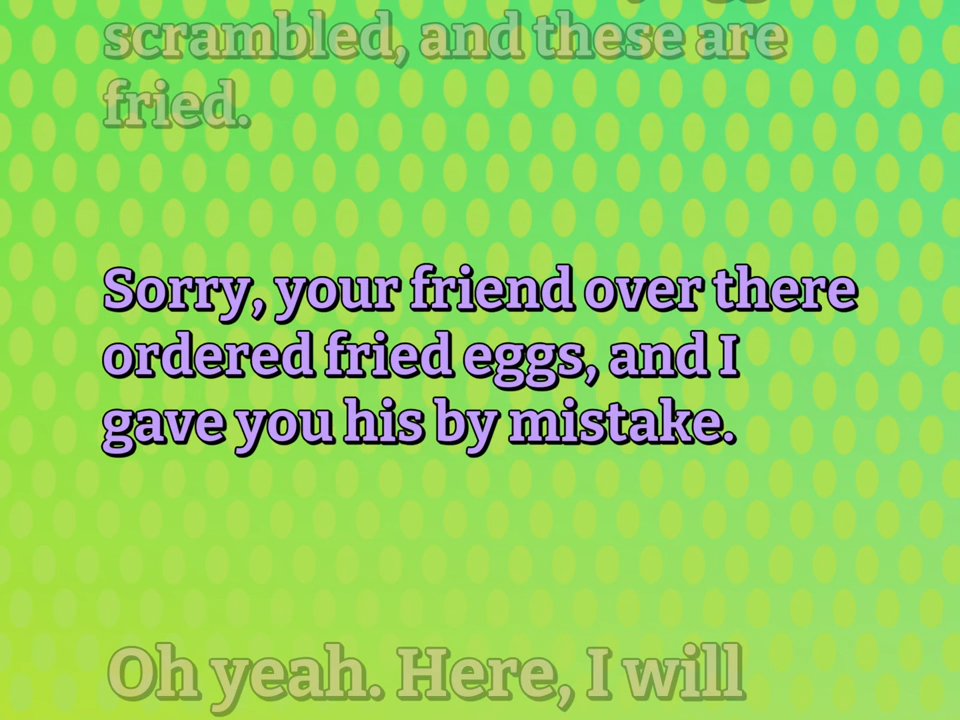 scrambled, and these are
fried.
Sorry, your friend over there
ordered fried eggs, and I
gave you his by mistake.
Oh yeah. Here, I will